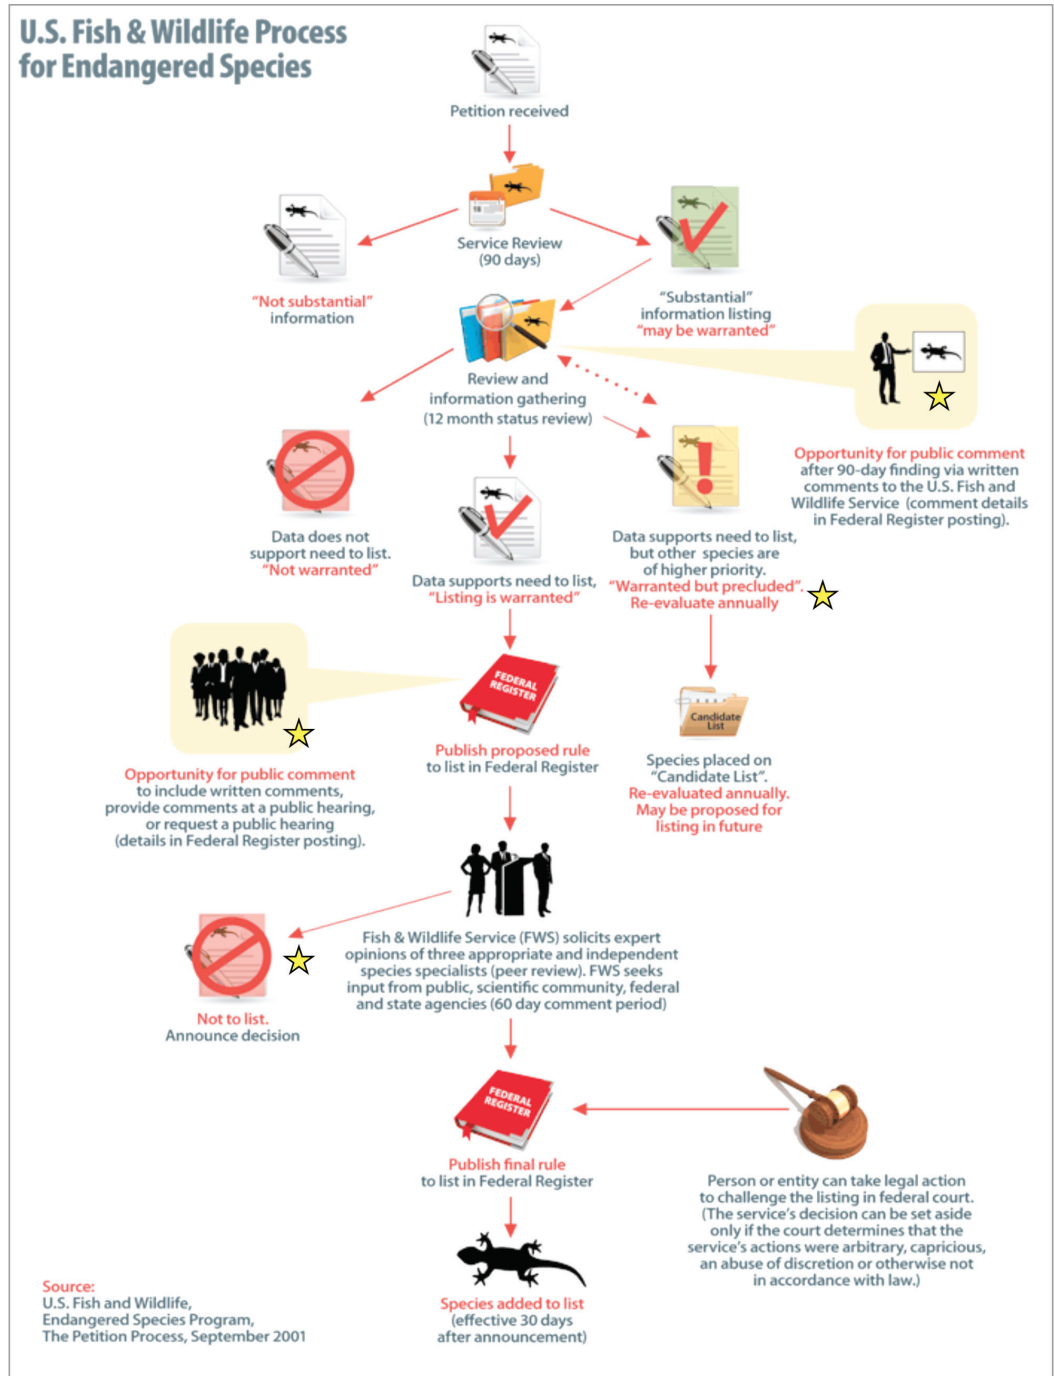 U.S. Fish & Wildlife Process
for Endangered Species
Petition received
18
Service Review
(90 days)
"Not substantial"
information
"Substantial"
information listing
"may be warranted"
Review and
information gathering
(12 month status review)
Opportunity for public comment
after 90-day finding via written
comments to the U.S. Fish and
Wildlife Service (comment details
in Federal Register posting).
Data does not
support need to list.
"Not warranted"
Data supports need to list,
"Listing is warranted"
Data supports need to list,
but other species are
of higher priority.
"Warranted but precluded".
Re-evaluate annually
FEDERAL
REGISTER
Publish proposed rule
to list in Federal Register
Candidate
List
Species placed on
"Candidate List".
Re-evaluated annually.
May be proposed for
listing in future
Opportunity for public comment
to include written comments,
provide comments at a public hearing,
or request a public hearing
(details in Federal Register posting).
Fish & Wildlife Service (FWS) solicits expert
opinions of three appropriate and independent
species specialists (peer review). FWS seeks
input from public, scientific community, federal
and state agencies (60 day comment period)
Not to list.
Announce decision
FEDERAL
REGISTER
Publish final rule
to list in Federal Register
Person or entity can take legal action
to challenge the listing in federal court.
(The service's decision can be set aside
only if the court determines that the
service's actions were arbitrary, capricious,
an abuse of discretion or otherwise not
in accordance with law.)
Species added to list
(effective 30 days
after announcement)
Source:
U.S. Fish and Wildlife,
Endangered Species Program,
The Petition Process, September 2001